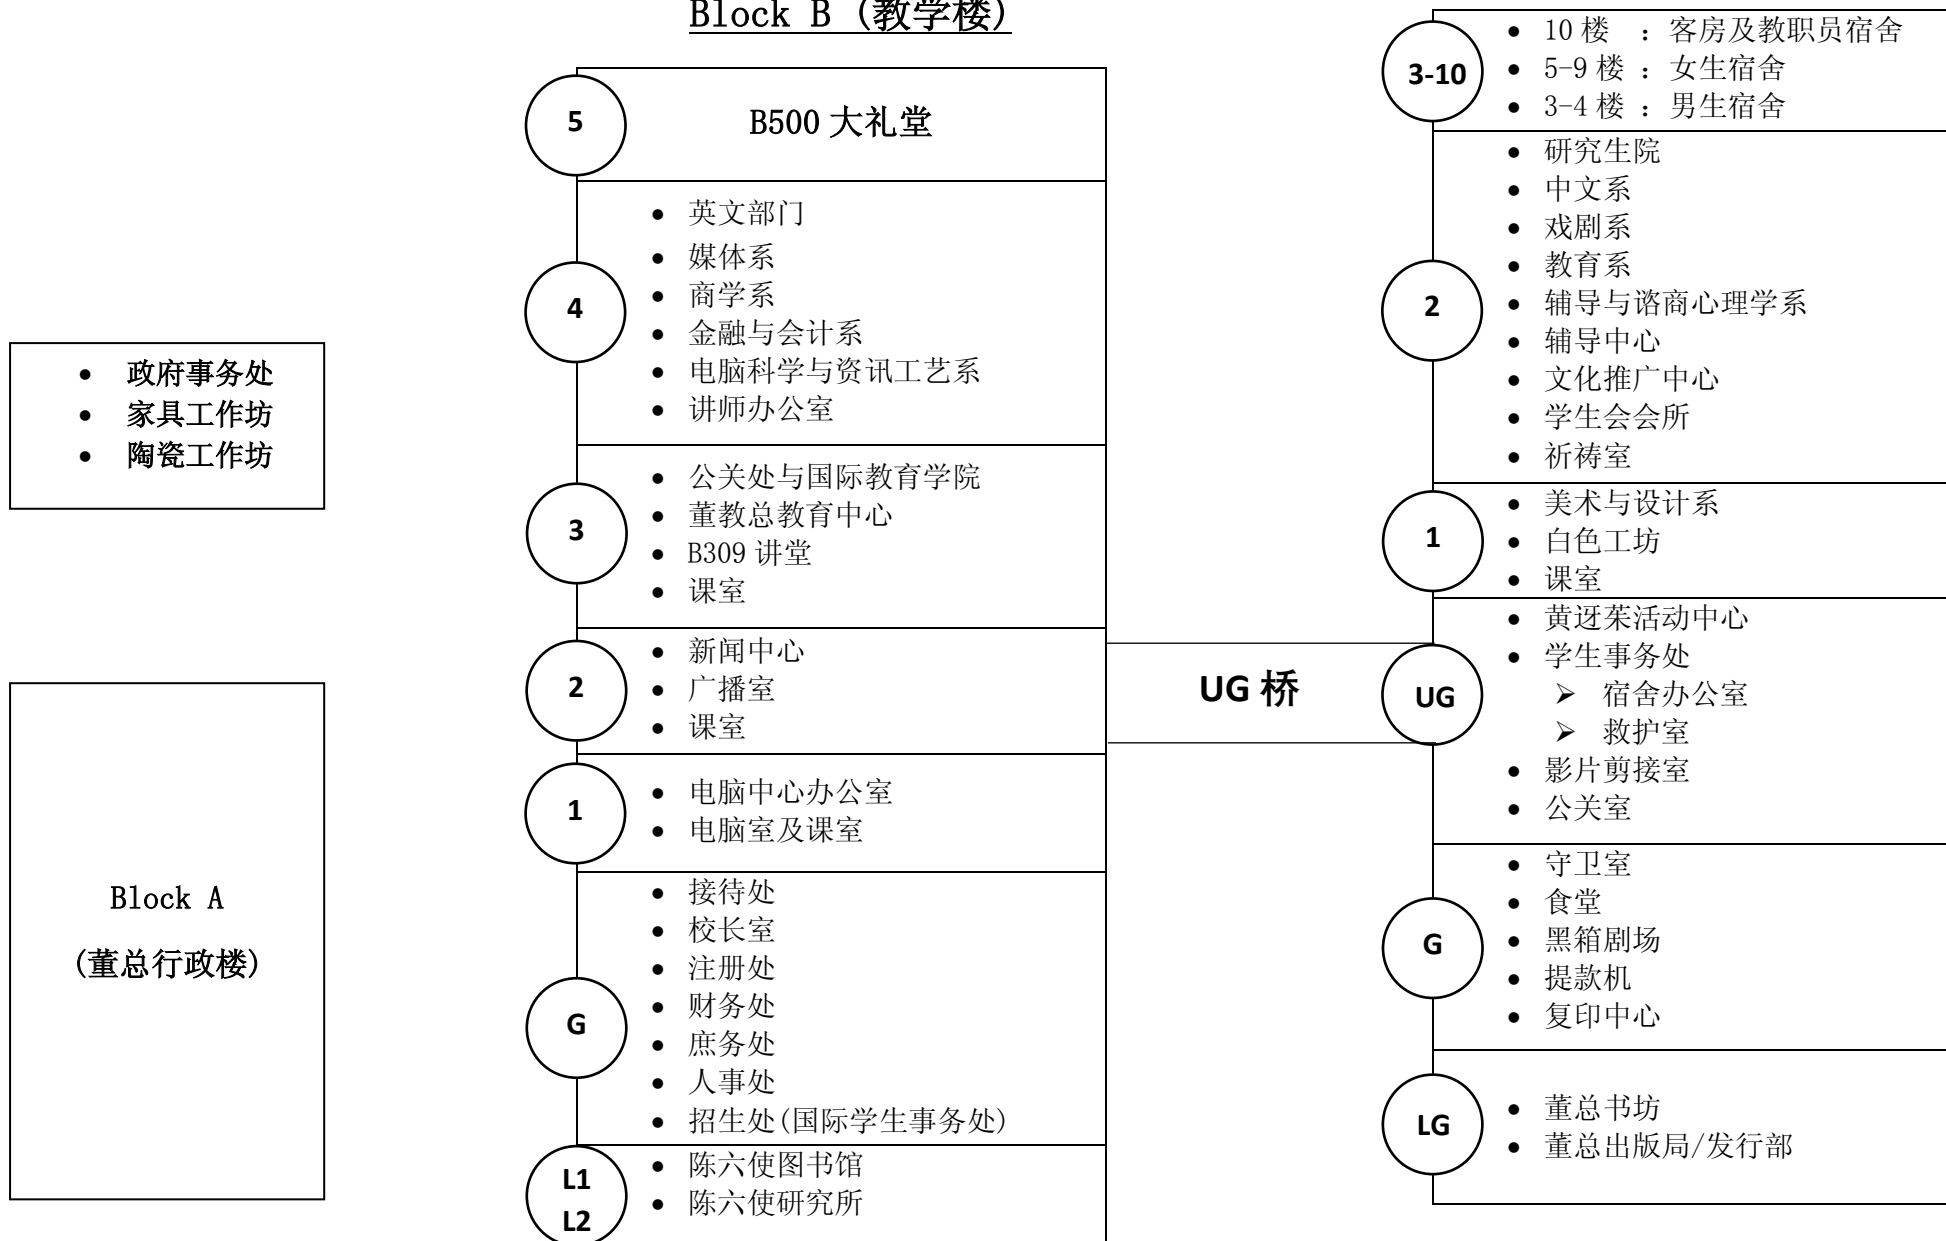 Block B (教学楼)
5
B500 大礼堂
4
英文部门
媒体系
商学系
金融与会计系
电脑科学与资讯工艺系
讲师办公室
3
公关处与国际教育学院
董教总教育中心
B309 讲堂
课室
2
新闻中心
广播室
课室
1
电脑中心办公室
电脑室及课室
G
接待处
校长室
注册处
财务处
庶务处
人事处
招生处(国际学生事务处)
L1
L2
陈六使图书馆
陈六使研究所
政府事务处
家具工作坊
陶瓷工作坊
Block A
(董总行政楼)
UG 桥
3-10
10 楼 : 客房及教职员宿舍
5-9 楼 : 女生宿舍
3-4 楼 : 男生宿舍
2
研究生院
中文系
戏剧系
教育系
辅导与谘商心理学系
辅导中心
文化推广中心
学生会会所
祈祷室
1
美术与设计系
白色工坊
课室
UG
黄迓茱活动中心
学生事务处
宿舍办公室
救护室
影片剪接室
公关室
G
守卫室
食堂
黑箱剧场
提款机
复印中心
LG
董总书坊
董总出版局/发行部